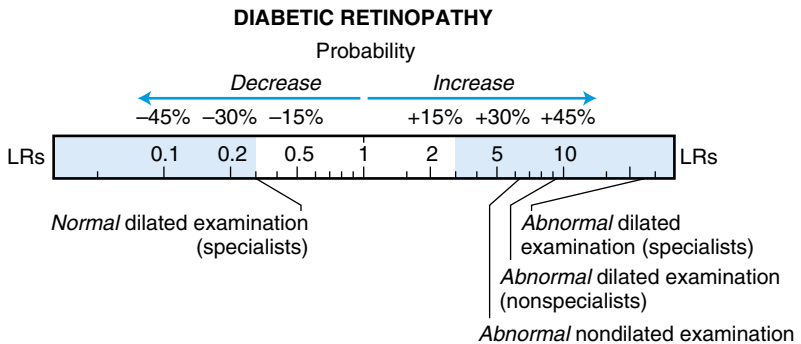 DIABETIC RETINOPATHY
Probability
Decrease Increase
–45% –30% –15% +15% +30% +45%
LRs 0.1 0.2 0.5 1 2 5 10 LRs
Normal dilated examination
(specialists)
Abnormal dilated
examination (specialists)
Abnormal dilated examination
(nonspecialists)
Abnormal nondilated examination